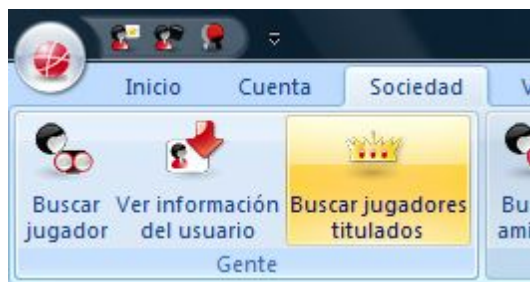 Inicio Cuenta Sociedad
Buscar Ver información Buscar jugadores
jugador del usuario titulados
Gente